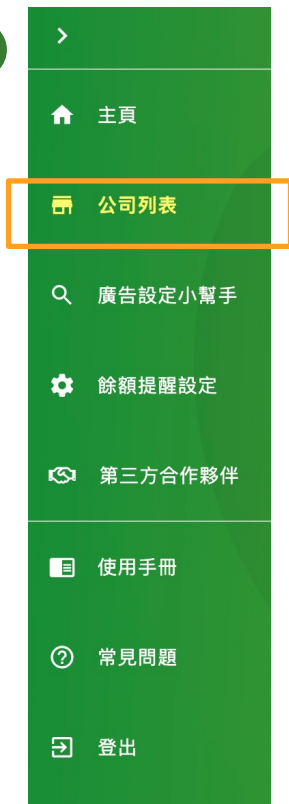 主頁
公司列表
廣告設定小幫手
餘額提醒設定
第三方合作夥伴
使用手冊
常見問題
登出